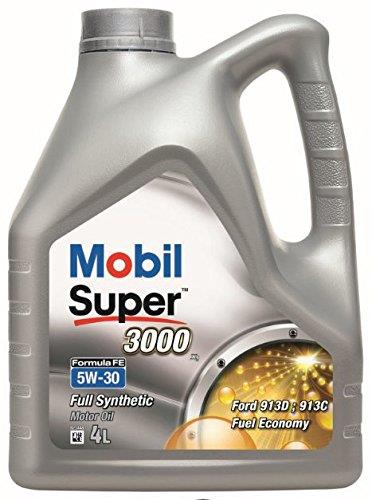 Mobil
Super™
3000 X1
Formula FE
5W-30
Full Synthetic
Motor Oil
4L
Ford 913D ; 913C
Fuel Economy